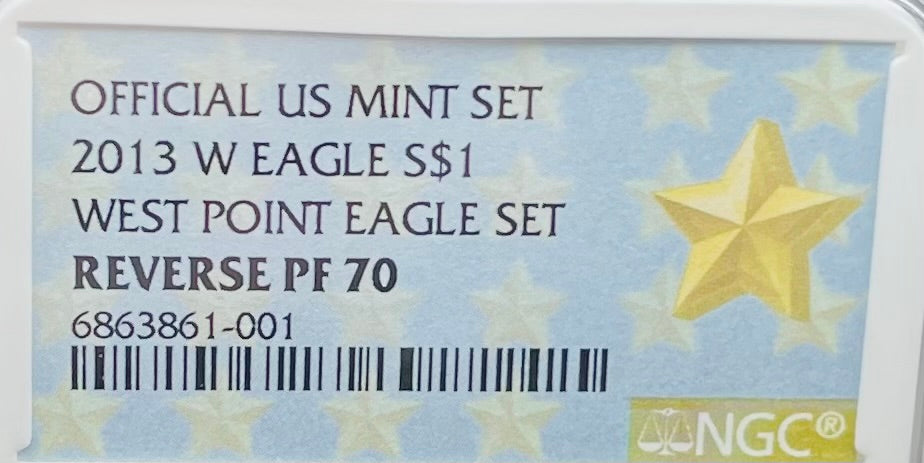 OFFICIAL US MINT SET
2013 W EAGLE S$1
WEST POINT EAGLE SET
REVERSE PF 70
6863861-001
NGC®